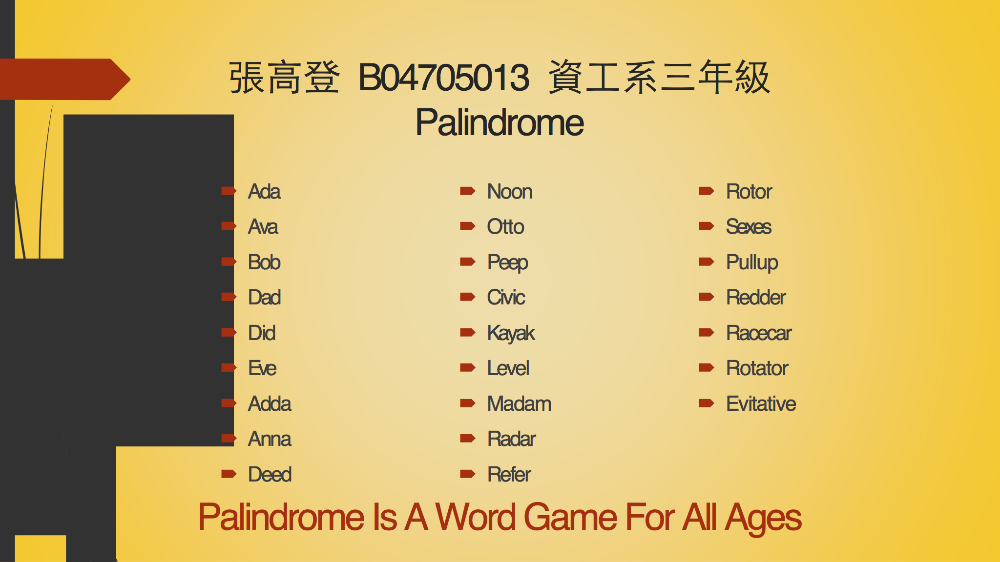 張高登 B04705013 資工系三年級
Palindrome
Ada
Ava
Bob
Dad
Did
Eve
Adda
Anna
Deed
Noon
Otto
Peep
Civic
Kayak
Level
Madam
Radar
Refer
Rotor
Sexes
Pullup
Redder
Racecar
Rotator
Evitative
Palindrome Is A Word Game For All Ages